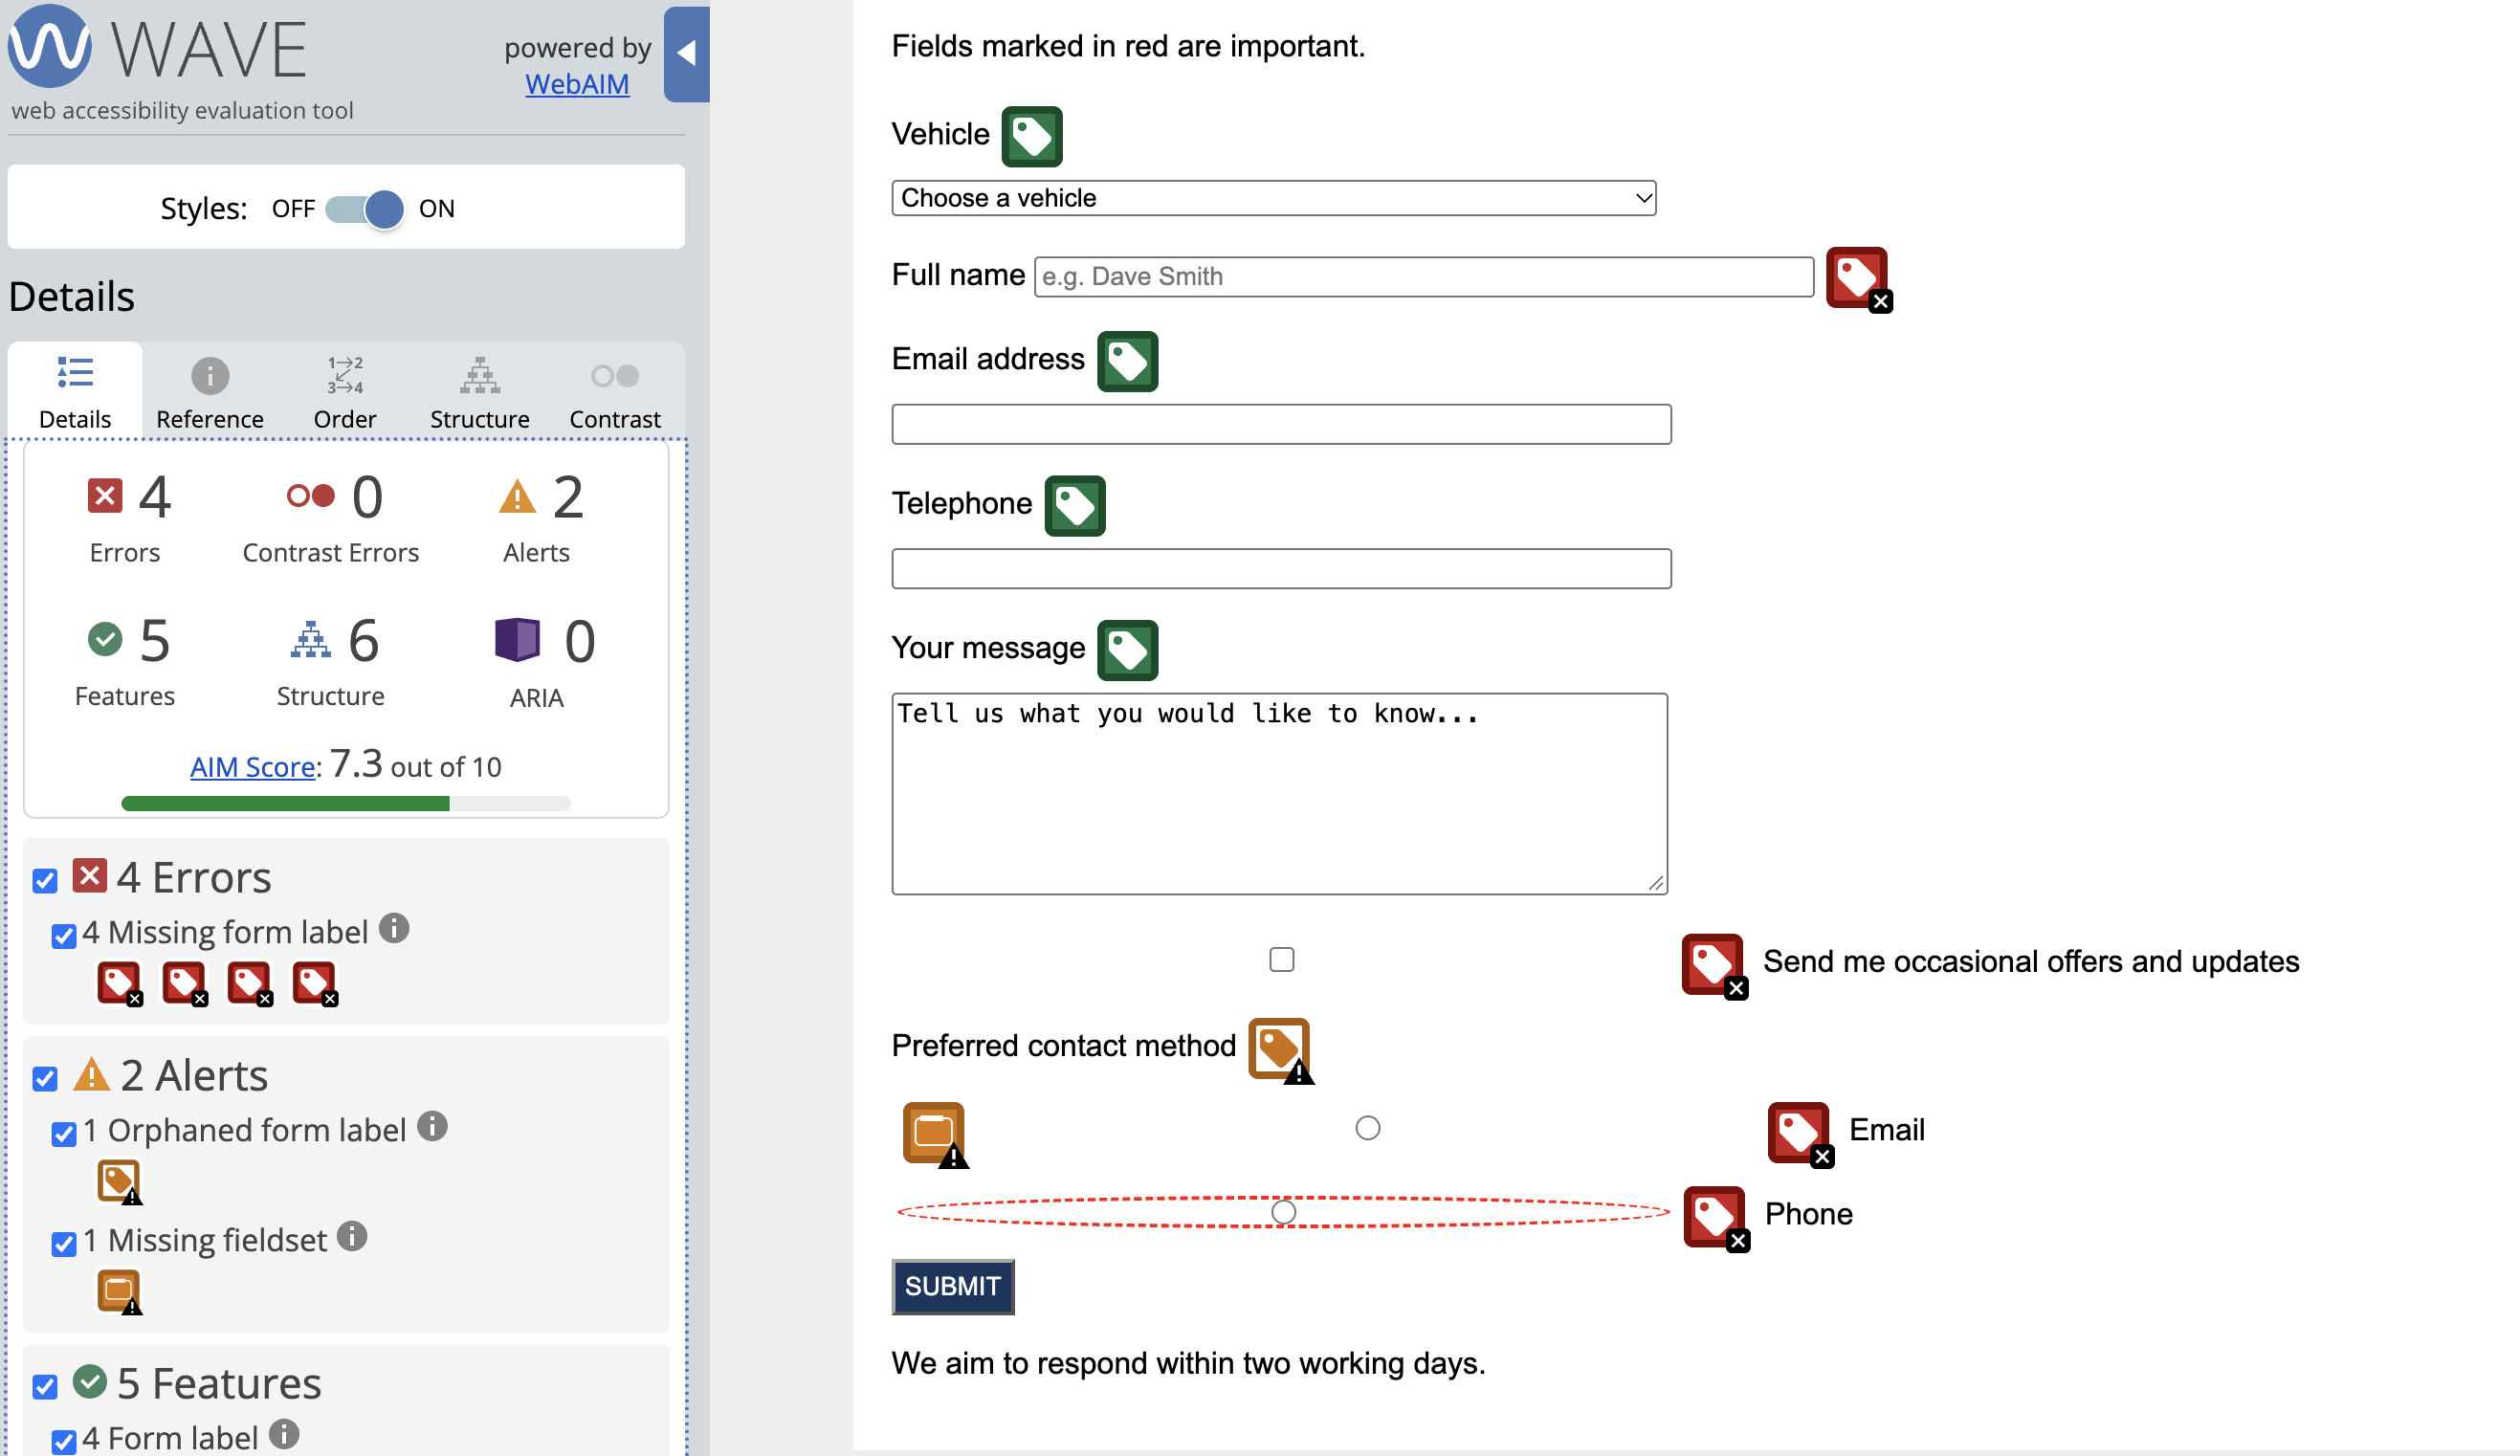 WAVE
powered by
WebAIM
web accessibility evaluation tool
Styles: OFF ON
Details
Details
Reference
1 2
3 4
Order
Structure
Contrast
4
Errors
0
Contrast Errors
2
Alerts
5
Features
6
Structure
0
ARIA
AIM Score: 7.3 out of 10
4 Errors
4 Missing form label
2 Alerts
1 Orphaned form label
1 Missing fieldset
5 Features
4 Form label
Fields marked in red are important.
Vehicle
Choose a vehicle
Full name
e.g. Dave Smith
Email address
Telephone
Your message
Tell us what you would like to know...
Send me occasional offers and updates
Preferred contact method
Email
Phone
SUBMIT
We aim to respond within two working days.